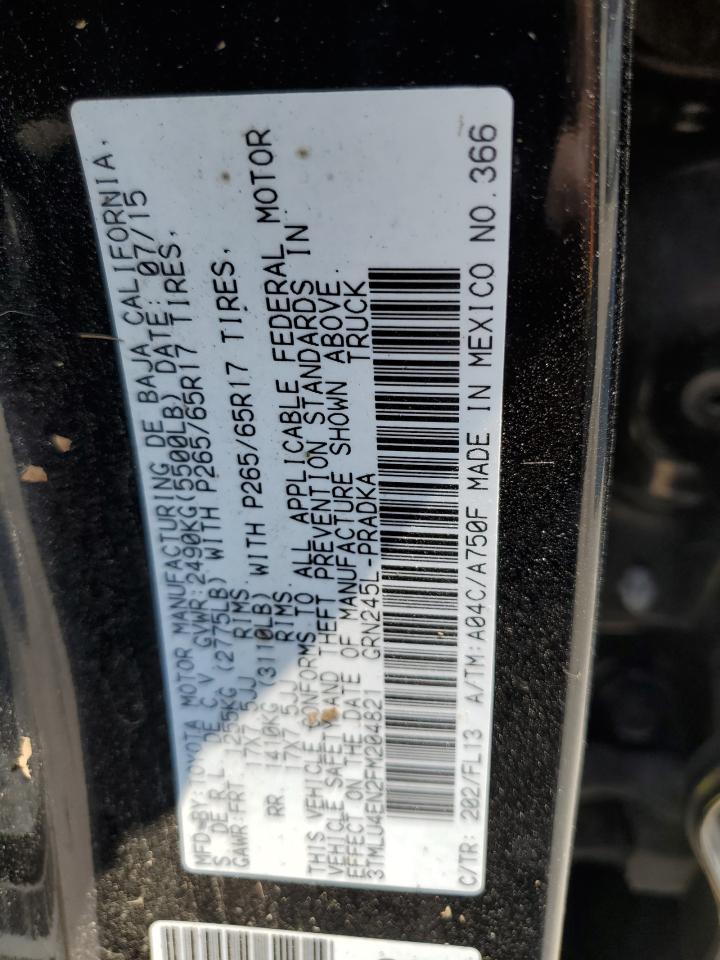 MFD-BY:TOYOTA MOTOR MANUFACTURING DE BAJA CALIFORNIA,
S DE R.L DE C V GVWR:2490KG(5500LB) DATE: 07/15
GAWR:FRT 1255KG (2775LB) WITH P265/65R17 TIRES,
17X7.5JJ RIMS,
RR 1410KG (3110LB) WITH P265/65R17 TIRES,
17X7.5JJ RIMS.
THIS VEHICLE CONFORMS TO ALL APPLICABLE FEDERAL MOTOR
VEHICLE SAFETY AND THEFT PREVENTION STANDARDS IN
EFFECT ON THE DATE OF MANUFACTURE SHOWN ABOVE.
3TMLU4EN2FM204821 GRN245L-PRADKA TRUCK
C/TR: 202/FL13 A/TM:A04C/A750F MADE IN MEXICO NO.366